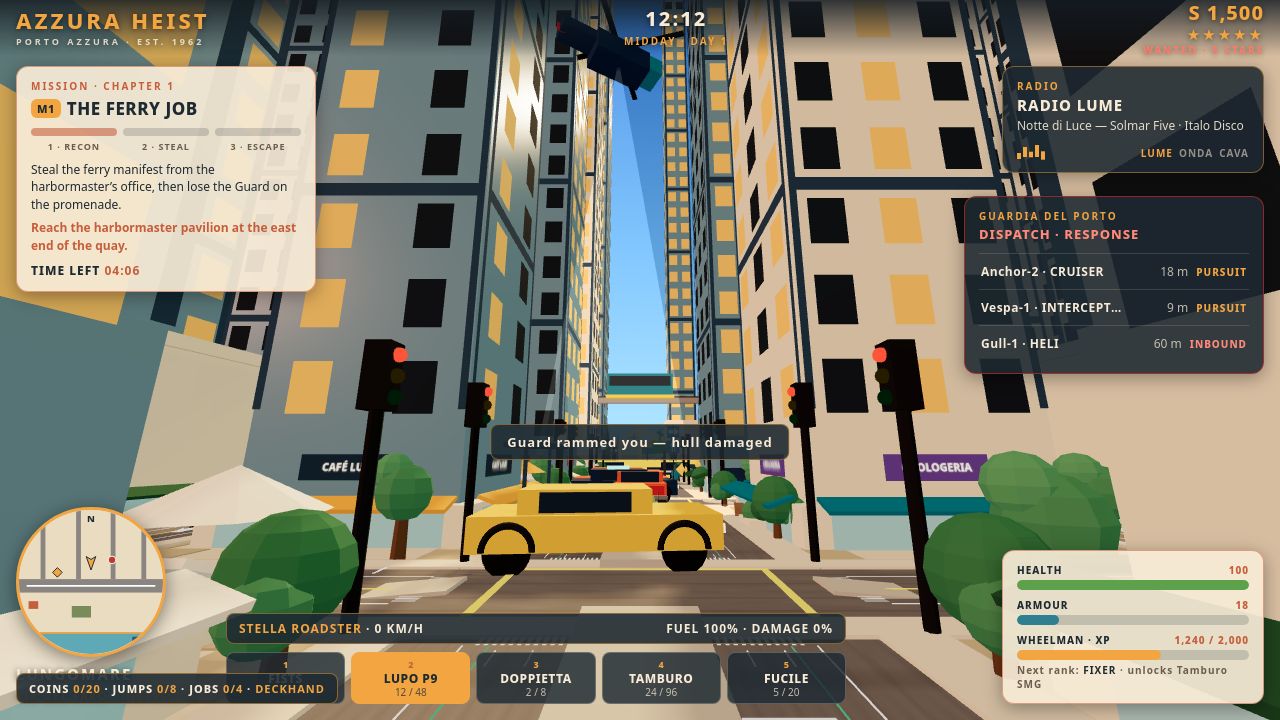 AZZURA HEIST
PORTO AZZURA · EST. 1962
12:12
MIDDAY · DAY 1
S 1,500
★★★★★
WANTED · 5 STARS
MISSION · CHAPTER 1
M1 THE FERRY JOB
1 · RECON 2 · STEAL 3 · ESCAPE
Steal the ferry manifest from the
harbormaster's office, then lose the Guard on
the promenade.
Reach the harbormaster pavilion at the east
end of the quay.
TIME LEFT 04:06
RADIO
RADIO LUME
Notte di Luce — Solmar Five · Italo Disco
LUME ONDA CAVA
GUARDIA DEL PORTO
DISPATCH · RESPONSE
Anchor-2 · CRUISER 18 m PURSUIT
Vespa-1 · INTERCEPT... 9 m PURSUIT
Gull-1 · HELI 60 m INBOUND
Guard rammed you — hull damaged
CAFÉ LU
OLOGERIA
N
LUNGOMARE
COINS 0/20 · JUMPS 0/8 · JOBS 0/4 · DECKHAND
STELLA ROADSTER · 0 KM/H FUEL 100% · DAMAGE 0%
1
FISTS
2
LUPO P9
12 / 48
3
DOPPIETTA
2 / 8
4
TAMBURO
24 / 96
5
FUCILE
5 / 20
HEALTH 100
ARMOUR 18
WHEELMAN · XP 1,240 / 2,000
Next rank: FIXER · unlocks Tamburo
SMG